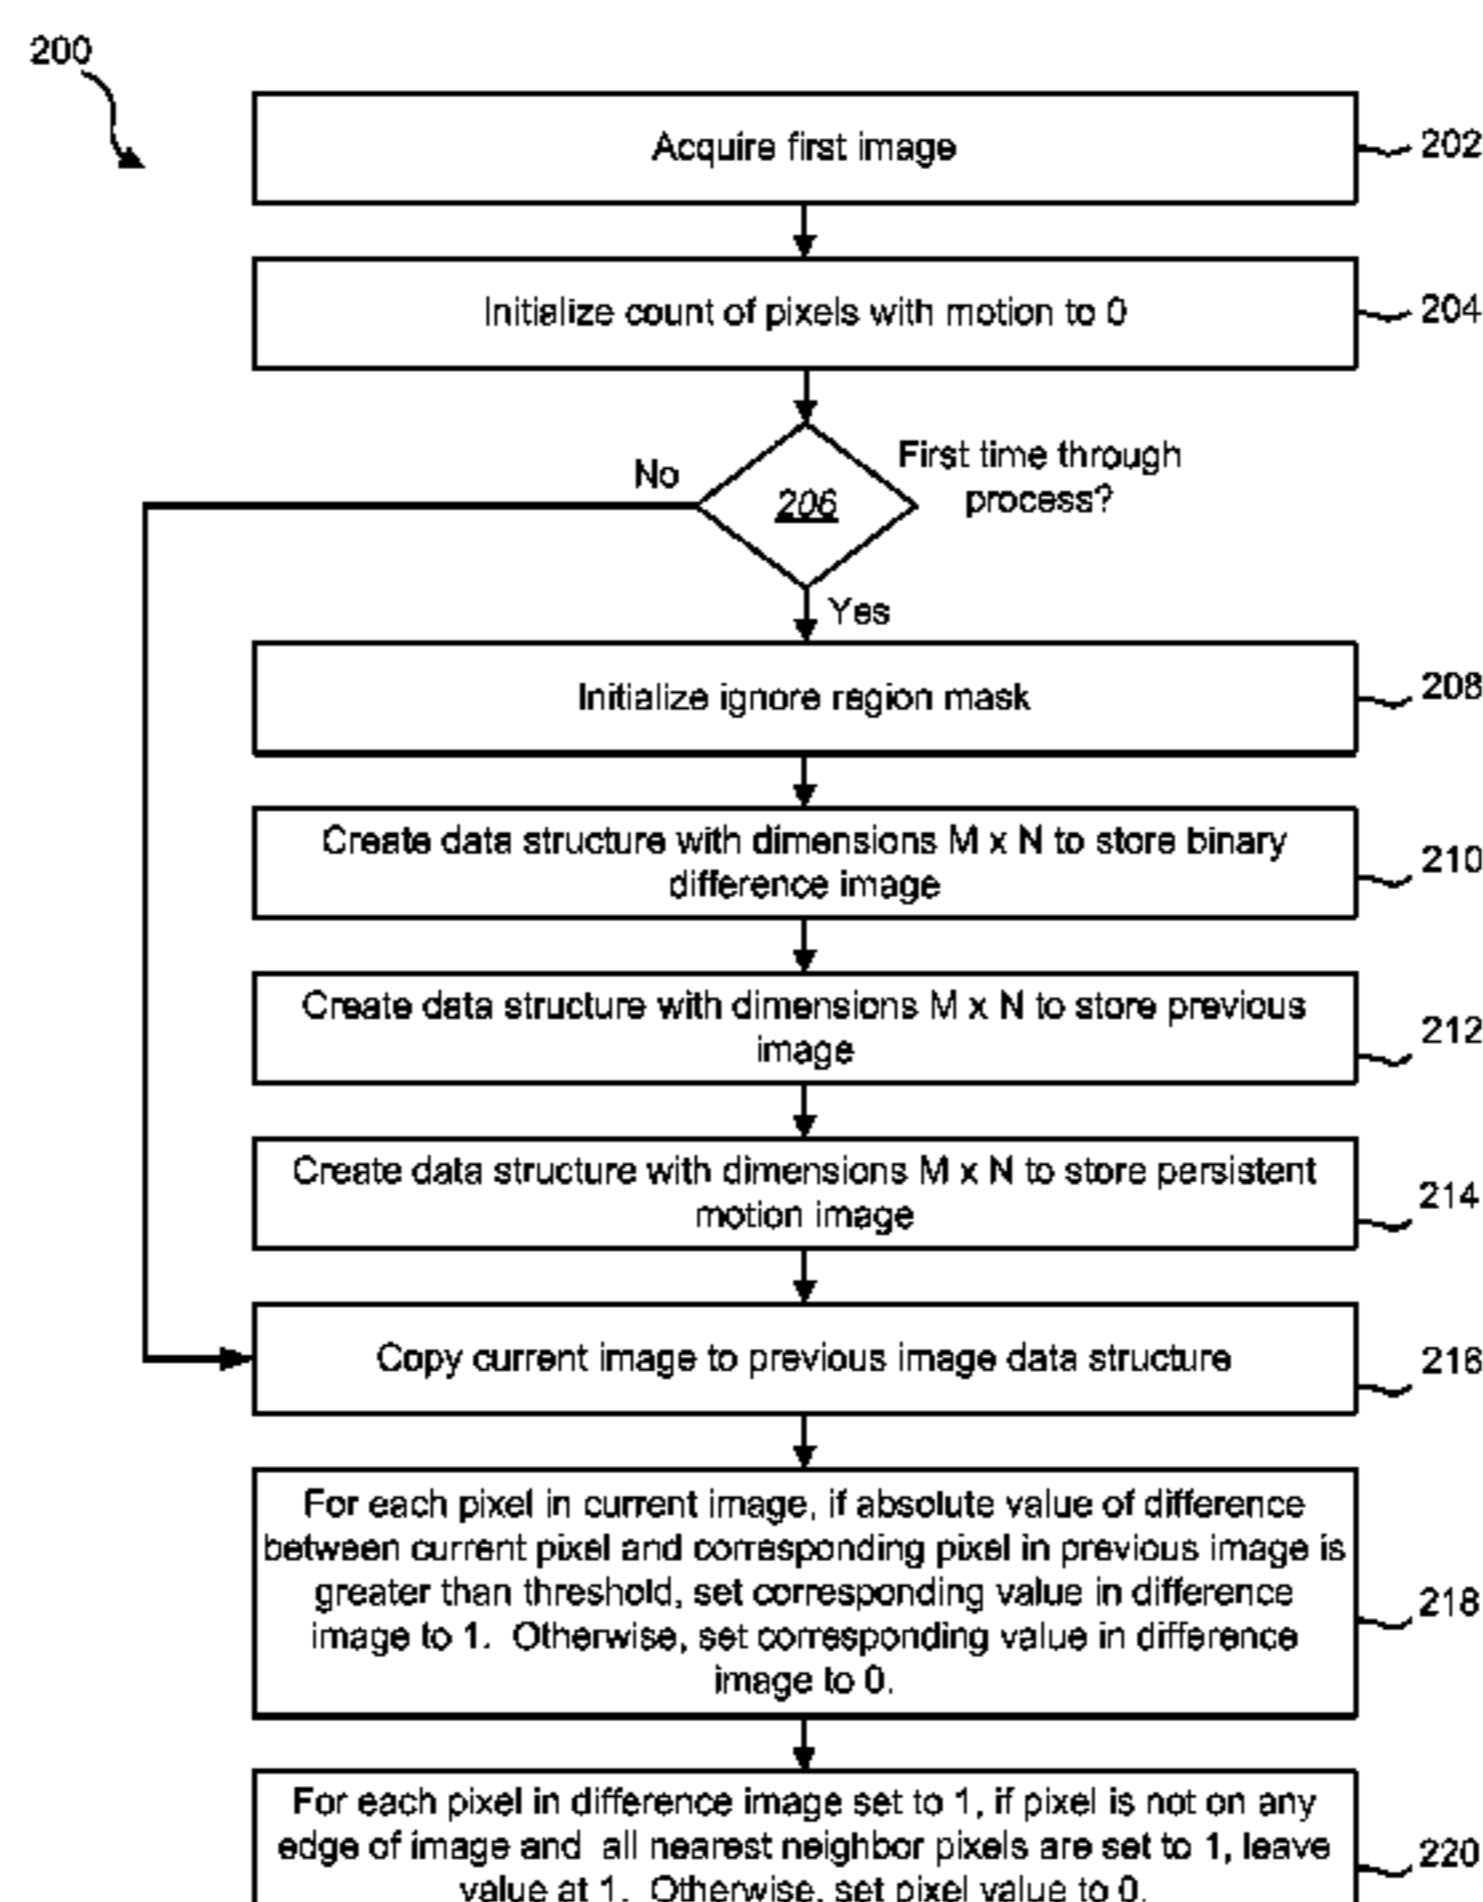 200
Acquire first image
202
Initialize count of pixels with motion to 0
204
First time through
process?
No
206
Yes
Initialize ignore region mask
208
Create data structure with dimensions M x N to store binary
difference image
210
Create data structure with dimensions M x N to store previous
image
212
Create data structure with dimensions M x N to store persistent
motion image
214
Copy current image to previous image data structure
216
For each pixel in current image, if absolute value of difference
between current pixel and corresponding pixel in previous image is
greater than threshold, set corresponding value in difference
image to 1. Otherwise, set corresponding value in difference
image to 0.
218
For each pixel in difference image set to 1, if pixel is not on any
edge of image and all nearest neighbor pixels are set to 1, leave
value at 1. Otherwise, set pixel value to 0.
220